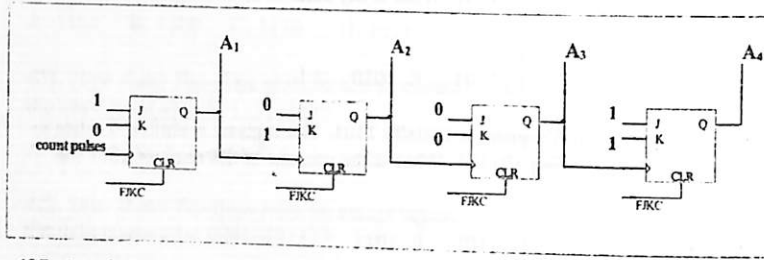 A1 A2 A3 A4
1 J Q 0 J Q 0 J Q 1 J Q
0 K 1 K 0 K 1 K
count pulses
CLR CLR CLR CLR
FJKC FJKC FJKC FJKC